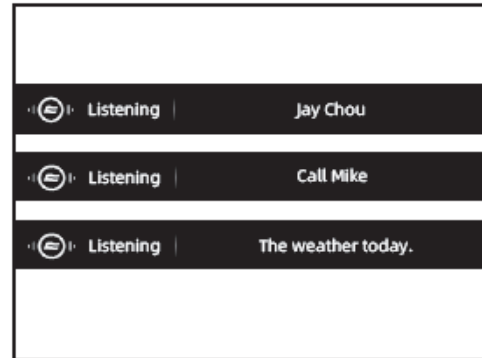 Listening Jay Chou
Listening Call Mike
Listening The weather today.